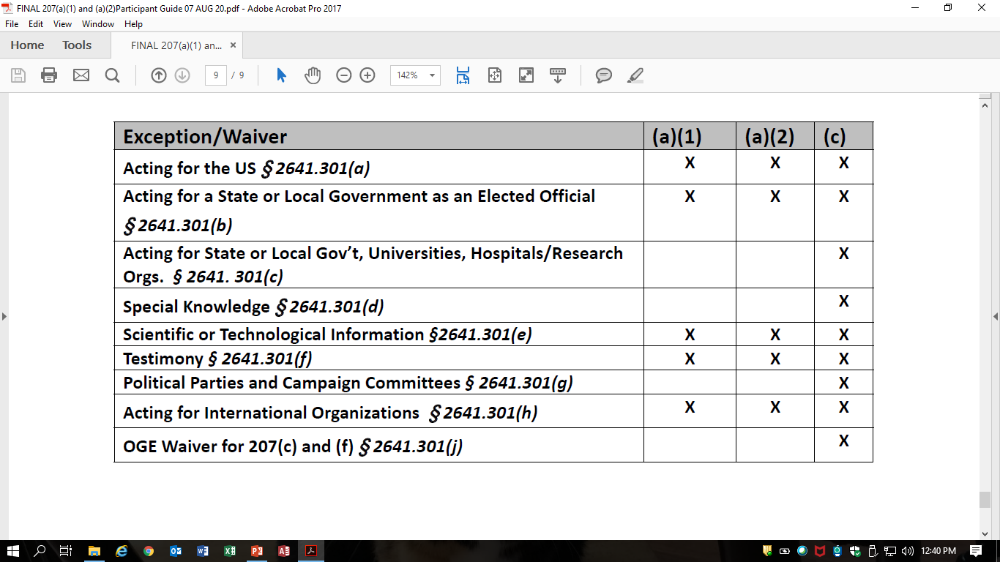 FINAL 207(a)(1) and (a)(2)Participant Guide 07 AUG 20.pdf - Adobe Acrobat Pro 2017
File Edit View Window Help
Home Tools FINAL 207(a)(1) an... ×
9 / 9 142%
Exception/Waiver (a)(1) (a)(2) (c)
Acting for the US § 2641.301(a) X X X
Acting for a State or Local Government as an Elected Official X X X
§ 2641.301(b)
Acting for State or Local Gov’t, Universities, Hospitals/Research X
Orgs. § 2641. 301(c)
Special Knowledge § 2641.301(d) X
Scientific or Technological Information §2641.301(e) X X X
Testimony § 2641.301(f) X X X
Political Parties and Campaign Committees § 2641.301(g) X
Acting for International Organizations § 2641.301(h) X X X
OGE Waiver for 207(c) and (f) § 2641.301(j) X
12:40 PM